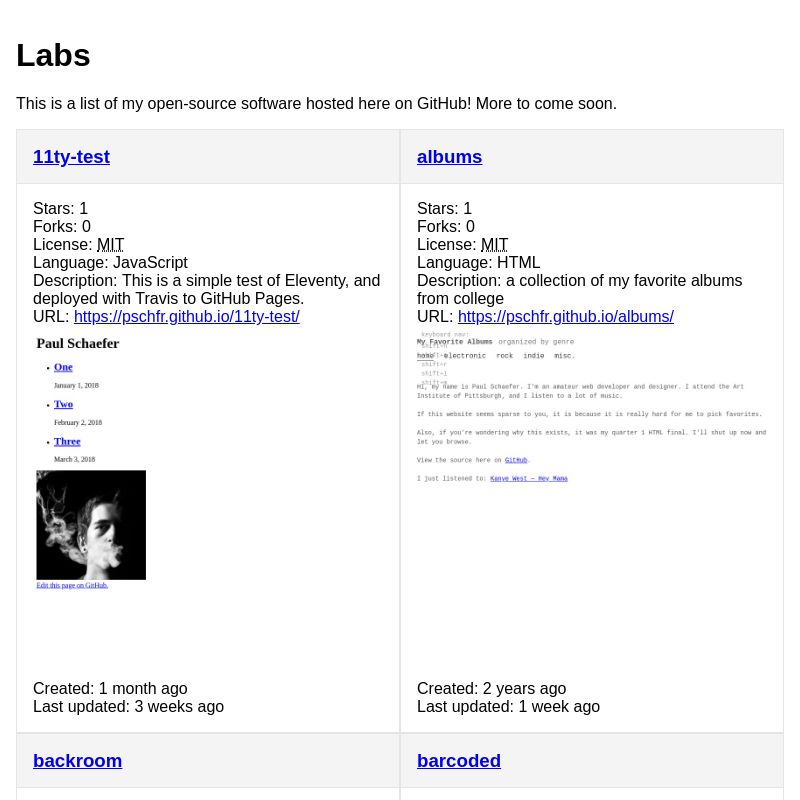 Labs
This is a list of my open-source software hosted here on GitHub! More to come soon.
11ty-test
Stars: 1
Forks: 0
License: MIT
Language: JavaScript
Description: This is a simple test of Eleventy, and
deployed with Travis to GitHub Pages.
URL: https://pschfr.github.io/11ty-test/
Paul Schaefer
One
January 1, 2018
Two
February 2, 2018
Three
March 3, 2018
Edit this page on GitHub.
Created: 1 month ago
Last updated: 3 weeks ago
albums
Stars: 1
Forks: 0
License: MIT
Language: HTML
Description: a collection of my favorite albums
from college
URL: https://pschfr.github.io/albums/
keyboard nav:
My Favorite Albums organized by genre
shift+h
home electronic rock indie misc.
shift+r
shift+i
shift+m
Hi, my name is Paul Schaefer. I'm an amateur web developer and designer. I attend the Art
Institute of Pittsburgh, and I listen to a lot of music.
If this website seems sparse to you, it is because it is really hard for me to pick favorites.
Also, if you're wondering why this exists, it was my quarter 1 HTML final. I'll shut up now and
let you browse.
View the source here on GitHub.
I just listened to: Kanye West — Hey Mama
Created: 2 years ago
Last updated: 1 week ago
backroom
barcoded